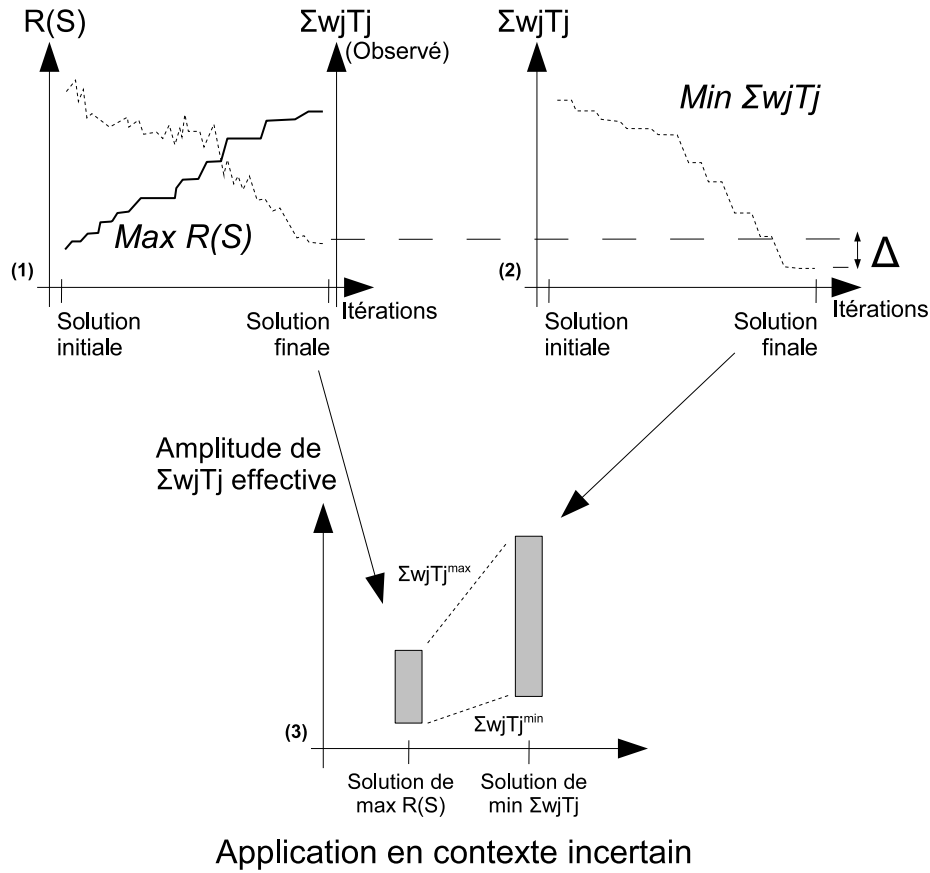 R(S)
ΣwjTj
(Observé)
Max R(S)
(1)
Itérations
Solution
initiale
Solution
finale
ΣwjTj
Min ΣwjTj
(2)
Δ
Itérations
Solution
initiale
Solution
finale
Amplitude de
ΣwjTj effective
ΣwjTjmax
ΣwjTjmin
(3)
Solution de
max R(S)
Solution de
min ΣwjTj
Application en contexte incertain